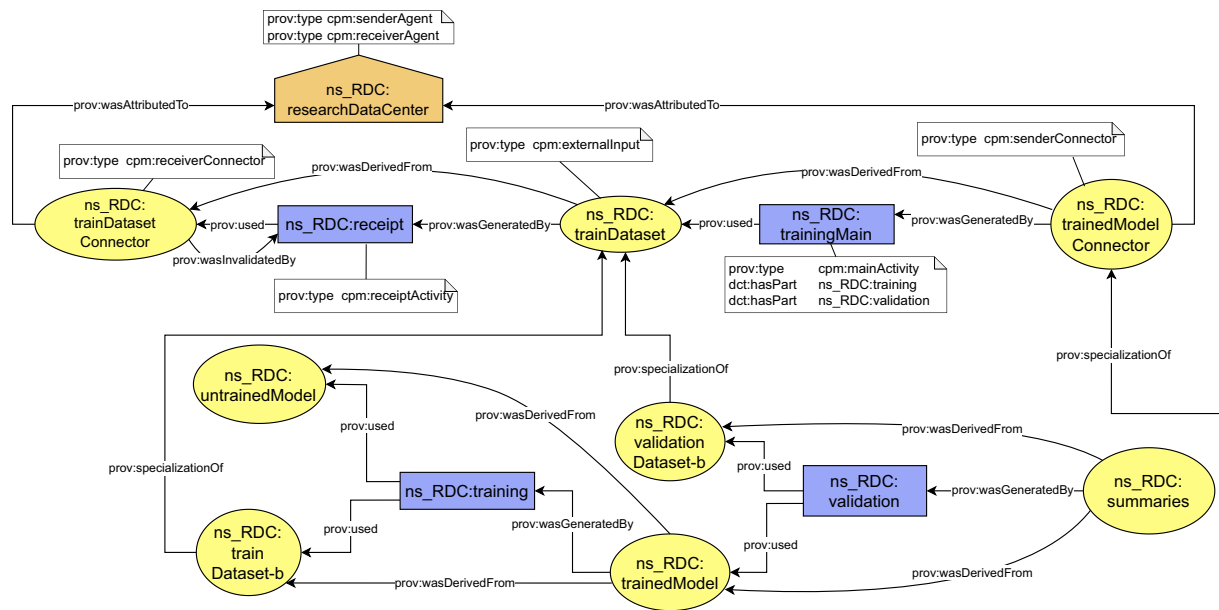 prov:type cpm:senderAgent
prov:type cpm:receiverAgent
ns_RDC:
researchDataCenter
prov:wasAttributedTo
prov:wasAttributedTo
prov:type cpm:receiverConnector
prov:type cpm:externalInput
prov:type cpm:senderConnector
prov:wasDerivedFrom
prov:wasDerivedFrom
ns_RDC:
trainDataset
Connector
prov:used
ns_RDC:receipt
prov:wasGeneratedBy
ns_RDC:
trainDataset
prov:used
ns_RDC:
trainingMain
prov:wasGeneratedBy
ns_RDC:
trainedModel
Connector
prov:wasInvalidatedBy
prov:type cpm:receiptActivity
prov:type cpm:mainActivity
dct:hasPart ns_RDC:training
dct:hasPart ns_RDC:validation
prov:specializationOf
prov:specializationOf
ns_RDC:
untrainedModel
prov:wasDerivedFrom
ns_RDC:
validation
Dataset-b
prov:wasDerivedFrom
prov:used
prov:used
prov:specializationOf
ns_RDC:training
ns_RDC:
validation
prov:wasGeneratedBy
ns_RDC:
summaries
prov:used
prov:wasGeneratedBy
prov:used
ns_RDC:
train
Dataset-b
ns_RDC:
trainedModel
prov:wasDerivedFrom
prov:wasDerivedFrom